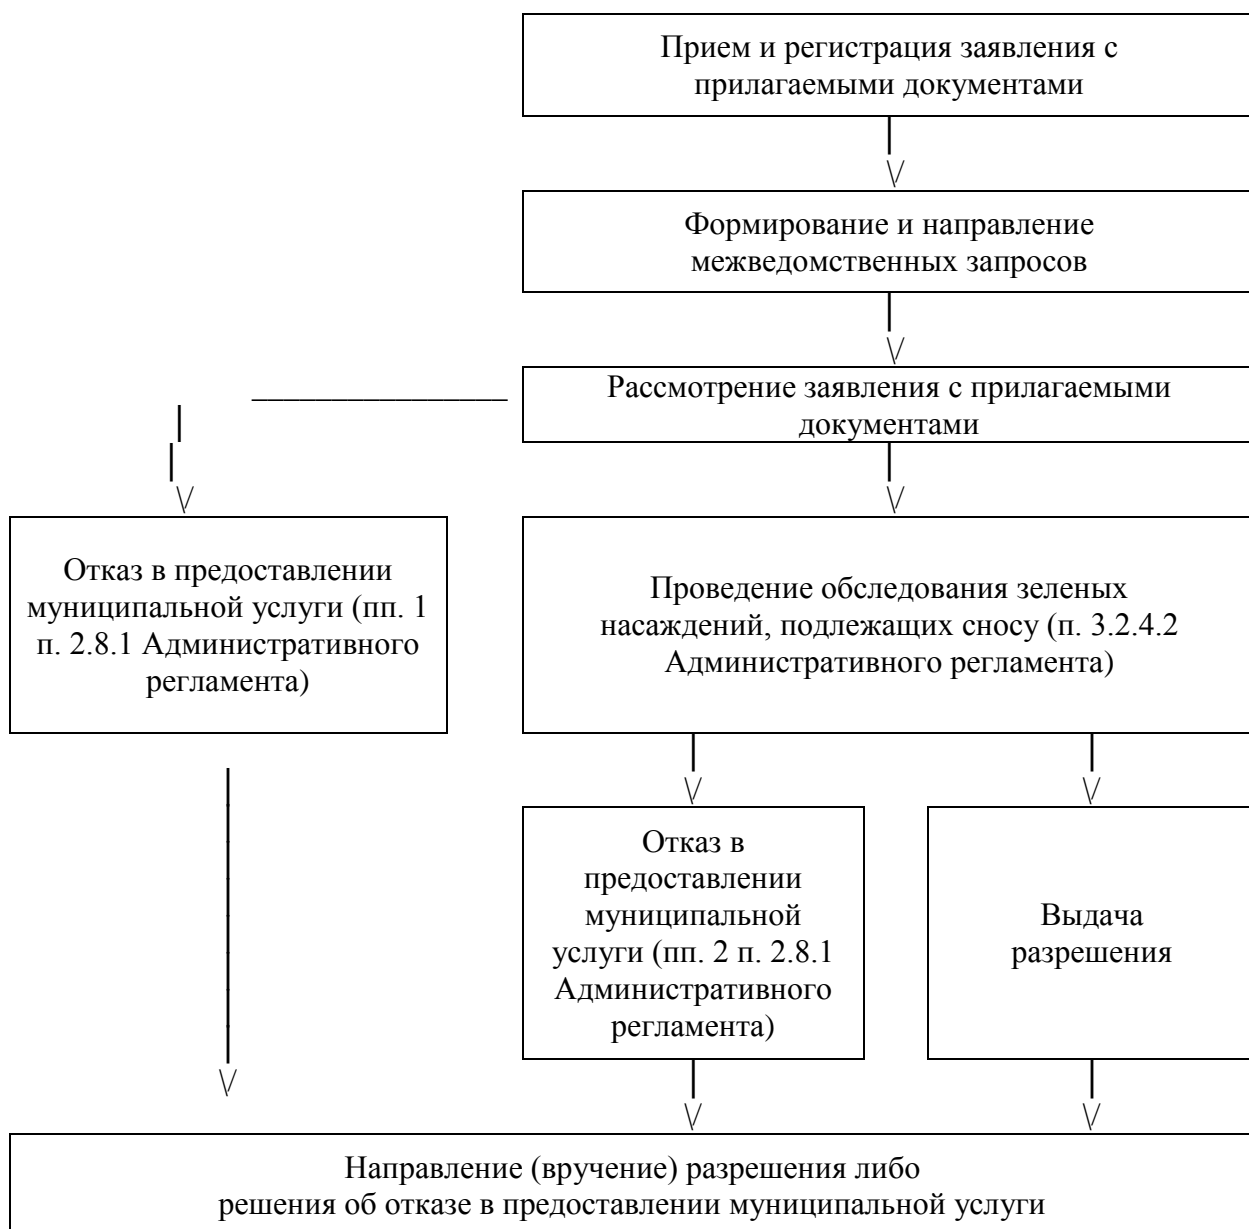 Прием и регистрация заявления с
прилагаемыми документами
Формирование и направление
межведомственных запросов
Рассмотрение заявления с прилагаемыми
документами
Отказ в предоставлении
муниципальной услуги (пп. 1
п. 2.8.1 Административного
регламента)
Проведение обследования зеленых
насаждений, подлежащих сносу (п. 3.2.4.2
Административного регламента)
Отказ в
предоставлении
муниципальной
услуги (пп. 2 п. 2.8.1
Административного
регламента)
Выдача
разрешения
Направление (вручение) разрешения либо
решения об отказе в предоставлении муниципальной услуги